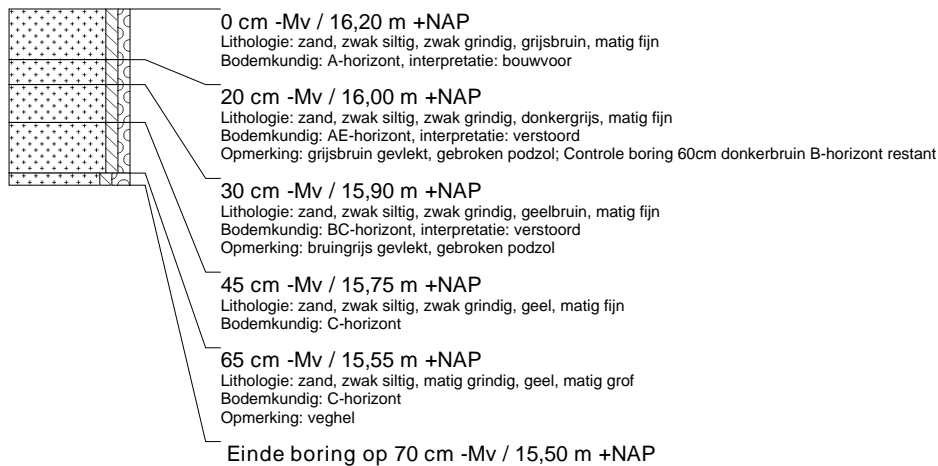 0 cm -Mv / 16,20 m +NAP
Lithologie: zand, zwak siltig, zwak grindig, grijsbruin, matig fijn
Bodemkundig: A-horizont, interpretatie: bouwvoor
20 cm -Mv / 16,00 m +NAP
Lithologie: zand, zwak siltig, zwak grindig, donkergrijs, matig fijn
Bodemkundig: AE-horizont, interpretatie: verstoord
Opmerking: grijsbruin gevlekt, gebroken podzol; Controle boring 60cm donkerbruin B-horizont restant
30 cm -Mv / 15,90 m +NAP
Lithologie: zand, zwak siltig, zwak grindig, geelbruin, matig fijn
Bodemkundig: BC-horizont, interpretatie: verstoord
Opmerking: bruingrijs gevlekt, gebroken podzol
45 cm -Mv / 15,75 m +NAP
Lithologie: zand, zwak siltig, zwak grindig, geel, matig fijn
Bodemkundig: C-horizont
65 cm -Mv / 15,55 m +NAP
Lithologie: zand, zwak siltig, matig grindig, geel, matig grof
Bodemkundig: C-horizont
Opmerking: veghel
Einde boring op 70 cm -Mv / 15,50 m +NAP